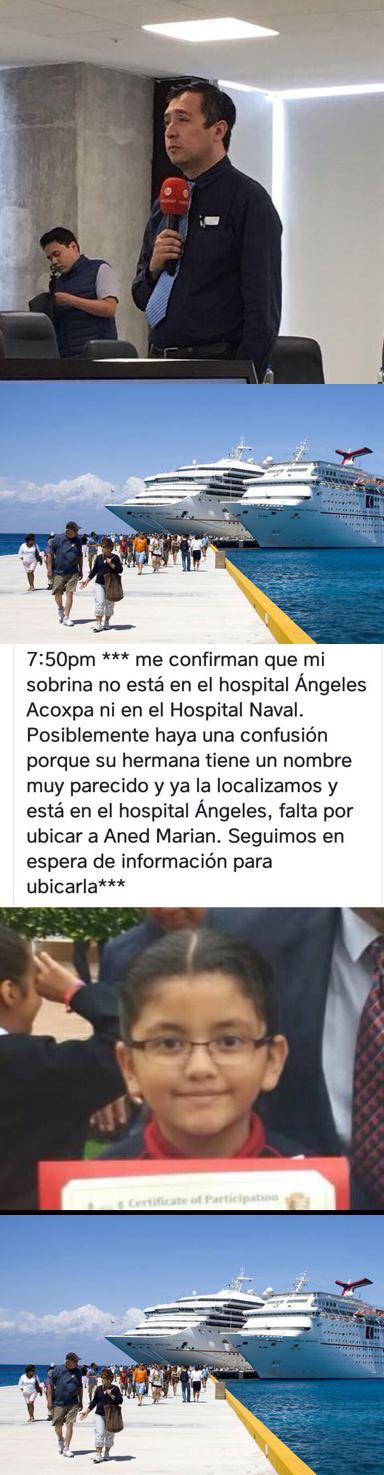 7:50pm *** me confirman que mi
sobrina no está en el hospital Ángeles
Acoxpa ni en el Hospital Naval.
Posiblemente haya una confusión
porque su hermana tiene un nombre
muy parecido y ya la localizamos y
está en el hospital Ángeles, falta por
ubicar a Aned Marian. Seguimos en
espera de información para
ubicarla***
Certificate of Participation